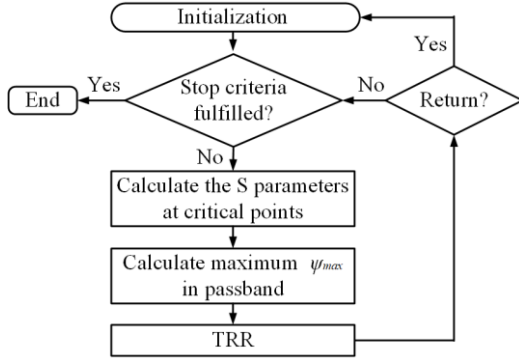 Initialization
Yes
Yes
No
End
Stop criteria
fulfilled?
Return?
No
Calculate the S parameters
at critical points
Calculate maximum ψmax
in passband
TRR